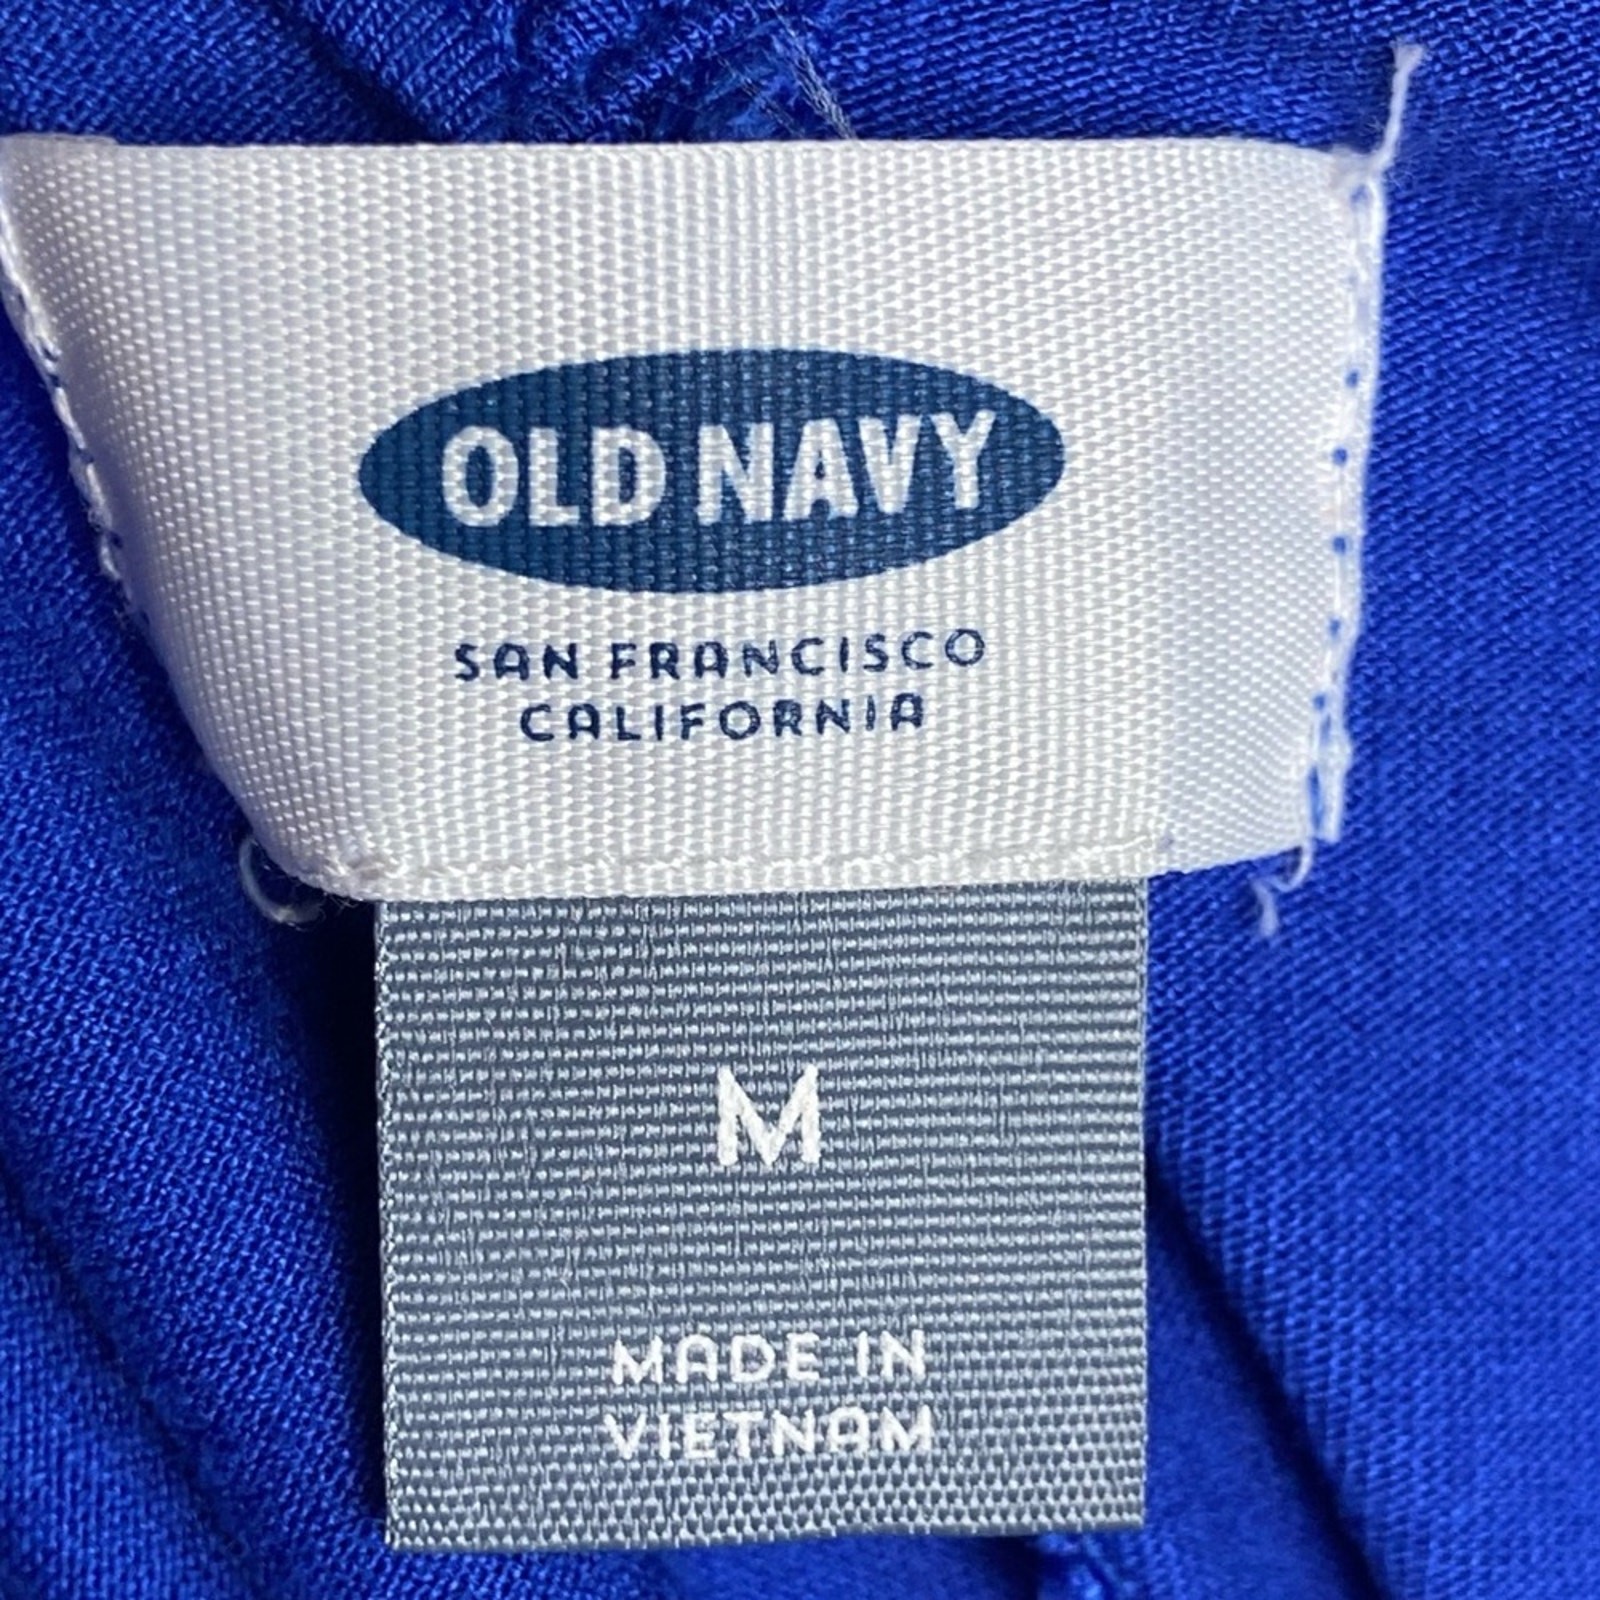 OLD NAVY
SAN FRANCISCO
CALIFORNIA
M
MADE IN
VIETNAM